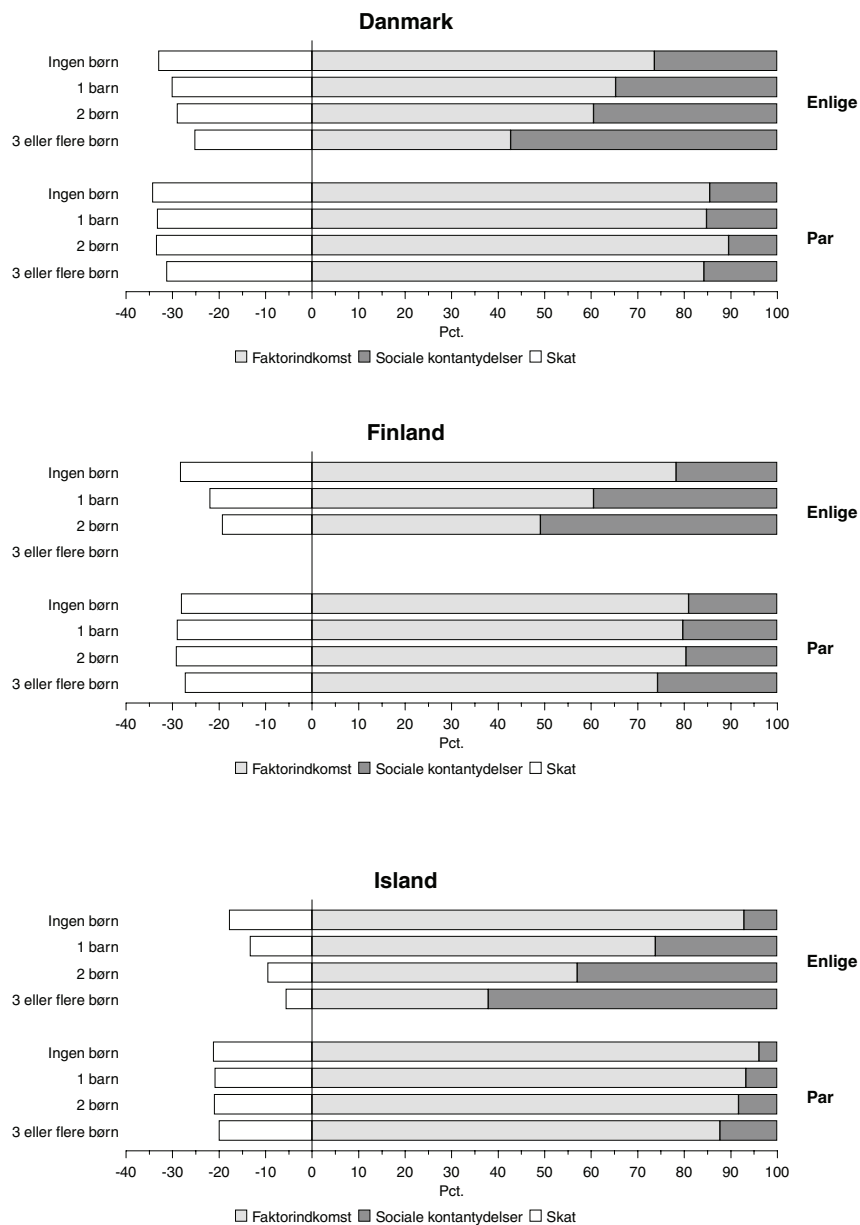 Danmark
Ingen børn
1 barn
2 børn
3 eller flere børn
Enlige
Ingen børn
1 barn
2 børn
3 eller flere børn
Par
-40 -30 -20 -10 0 10 20 30 40 50 60 70 80 90 100
Pct.
Faktorindkomst Sociale kontantydelser Skat
Finland
Ingen børn
1 barn
2 børn
3 eller flere børn
Enlige
Ingen børn
1 barn
2 børn
3 eller flere børn
Par
-40 -30 -20 -10 0 10 20 30 40 50 60 70 80 90 100
Pct.
Faktorindkomst Sociale kontantydelser Skat
Island
Ingen børn
1 barn
2 børn
3 eller flere børn
Enlige
Ingen børn
1 barn
2 børn
3 eller flere børn
Par
-40 -30 -20 -10 0 10 20 30 40 50 60 70 80 90 100
Pct.
Faktorindkomst Sociale kontantydelser Skat